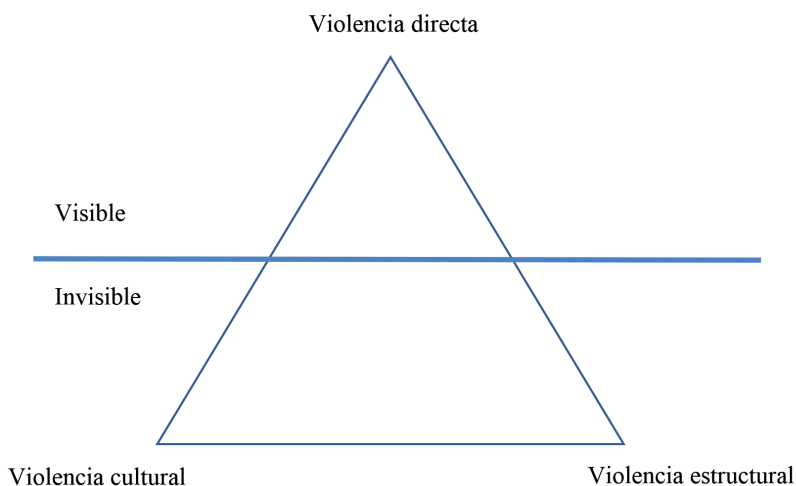 Violencia directa
Visible
Invisible
Violencia cultural
Violencia estructural